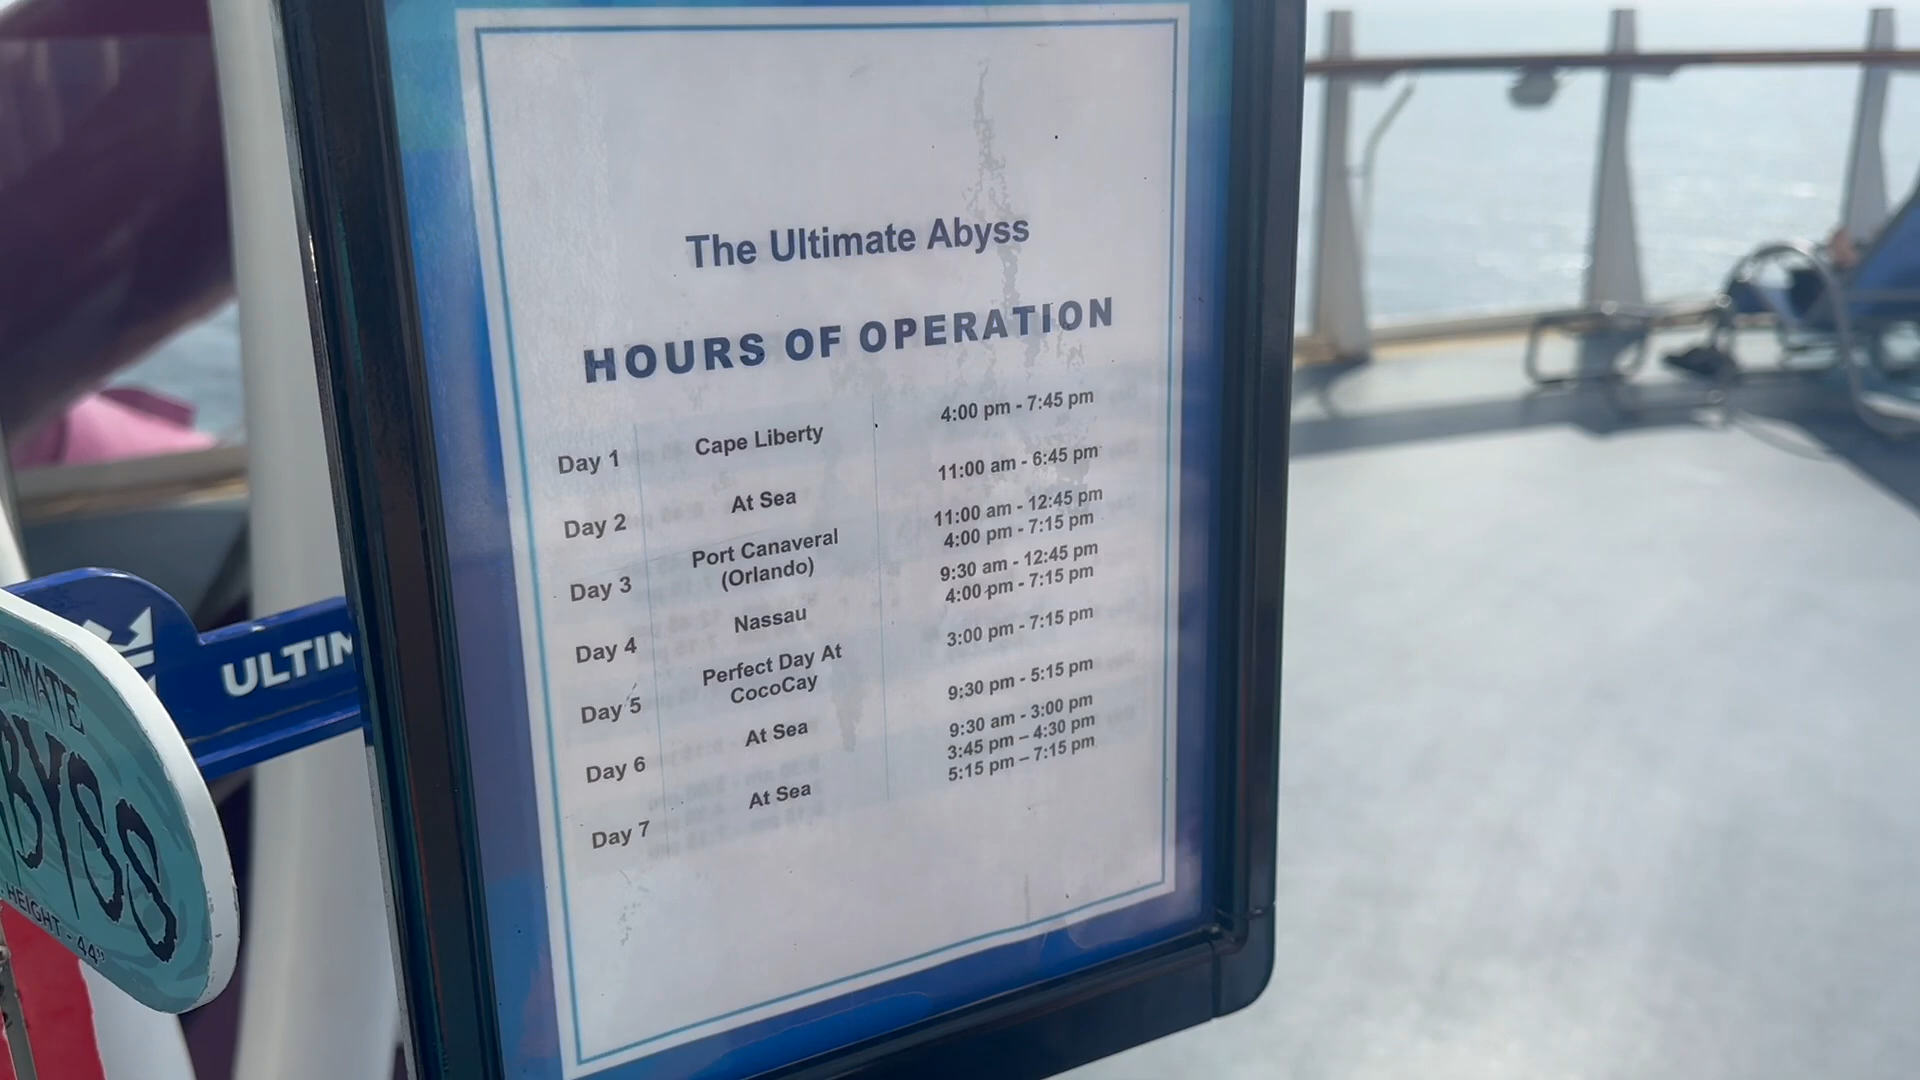 The Ultimate Abyss
HOURS OF OPERATION
Day 1 Cape Liberty 4:00 pm - 7:45 pm
Day 2 At Sea 11:00 am - 6:45 pm
Day 3 Port Canaveral (Orlando) 11:00 am - 12:45 pm
4:00 pm - 7:15 pm
Day 4 Nassau 9:30 am - 12:45 pm
4:00 pm - 7:15 pm
Day 5 Perfect Day At CocoCay 3:00 pm - 7:15 pm
Day 6 At Sea 9:30 pm - 5:15 pm
Day 7 At Sea 9:30 am - 3:00 pm
3:45 pm – 4:30 pm
5:15 pm – 7:15 pm
ULTIM
TIMATE
BYSS
HEIGHT - 44"